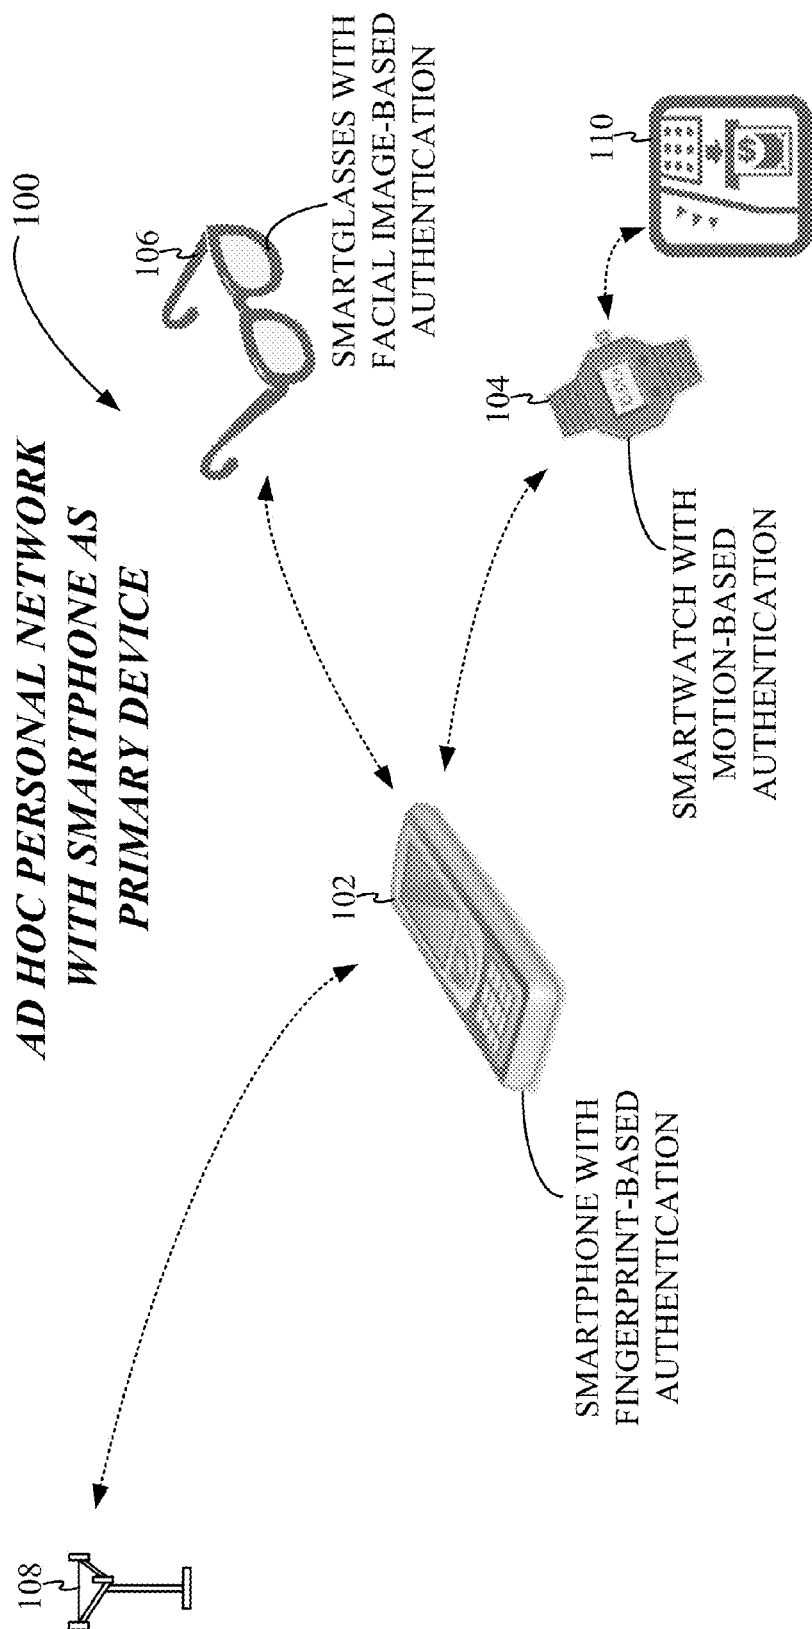 AD HOC PERSONAL NETWORK
WITH SMARTPHONE AS
PRIMARY DEVICE
100
108
102
106
SMARTGLASSES WITH
FACIAL IMAGE-BASED
AUTHENTICATION
104
110
$
SMARTPHONE WITH
FINGERPRINT-BASED
AUTHENTICATION
SMARTWATCH WITH
MOTION-BASED
AUTHENTICATION